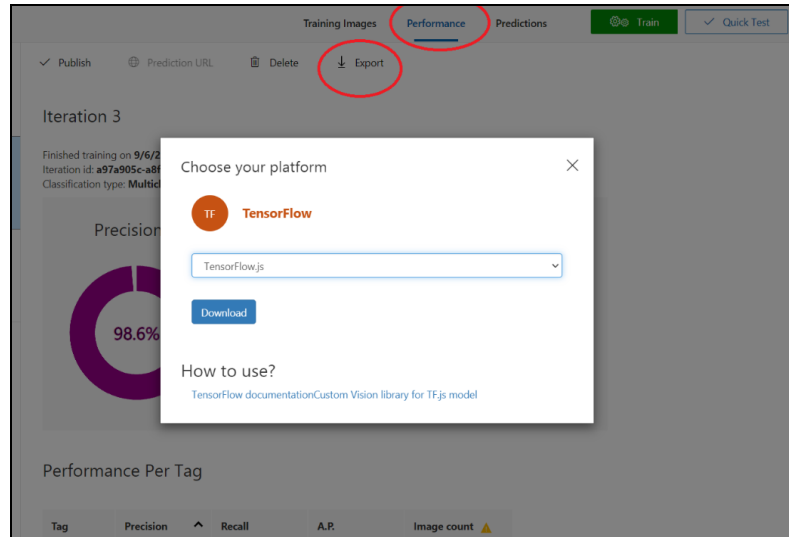 Training Images Performance Predictions Train Quick Test
Publish Prediction URL Delete Export
Iteration 3
Finished training on 9/6/2
Iteration id: a97a905c-a8f
Classification type: Multicl
Precision
98.6%
Choose your platform
TF TensorFlow
TensorFlow.js
Download
How to use?
TensorFlow documentationCustom Vision library for TF.js model
Performance Per Tag
Tag Precision Recall A.P. Image count